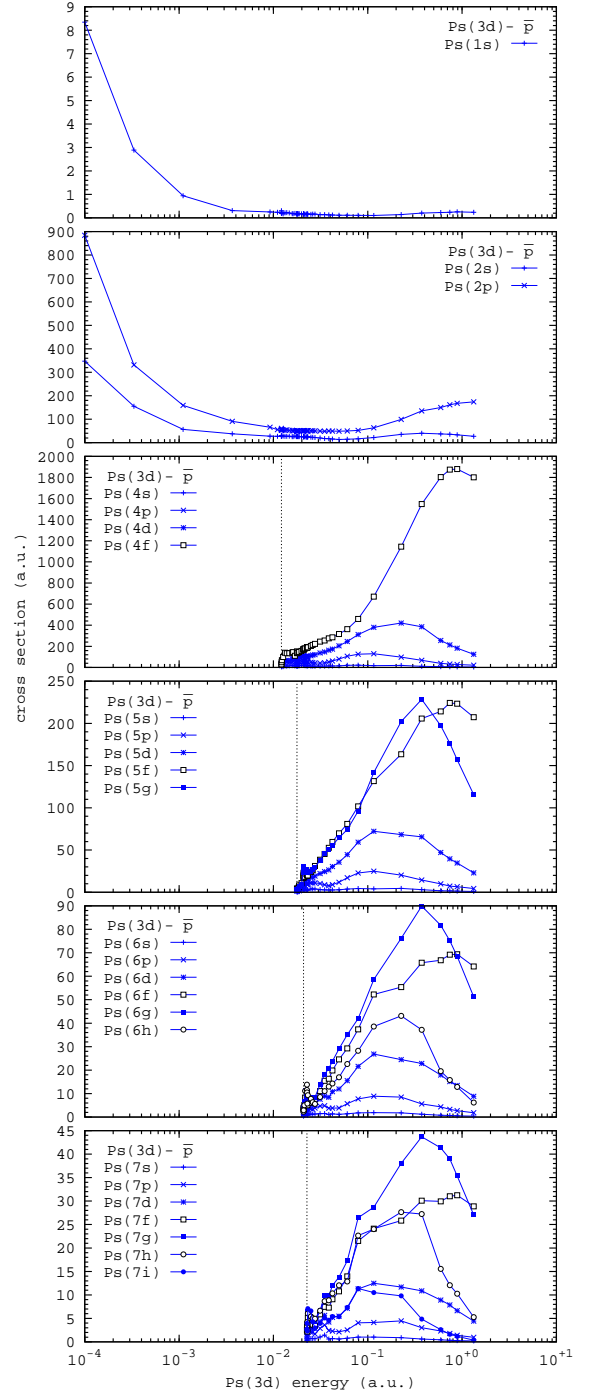 9
8
7
6
5
4
3
2
1
0
Ps(3d)- p̅
Ps(1s)
900
800
700
600
500
400
300
200
100
0
Ps(3d)- p̅
Ps(2s)
Ps(2p)
2000
1800
1600
1400
1200
1000
800
600
400
200
0
Ps(3d)- p̅
Ps(4s)
Ps(4p)
Ps(4d)
Ps(4f)
cross section (a.u.)
250
200
150
100
50
0
Ps(3d)- p̅
Ps(5s)
Ps(5p)
Ps(5d)
Ps(5f)
Ps(5g)
90
80
70
60
50
40
30
20
10
0
Ps(3d)- p̅
Ps(6s)
Ps(6p)
Ps(6d)
Ps(6f)
Ps(6g)
Ps(6h)
45
40
35
30
25
20
15
10
5
0
Ps(3d)- p̅
Ps(7s)
Ps(7p)
Ps(7d)
Ps(7f)
Ps(7g)
Ps(7h)
Ps(7i)
10⁻⁴ 10⁻³ 10⁻² 10⁻¹ 10⁺⁰ 10⁺¹
Ps(3d) energy (a.u.)